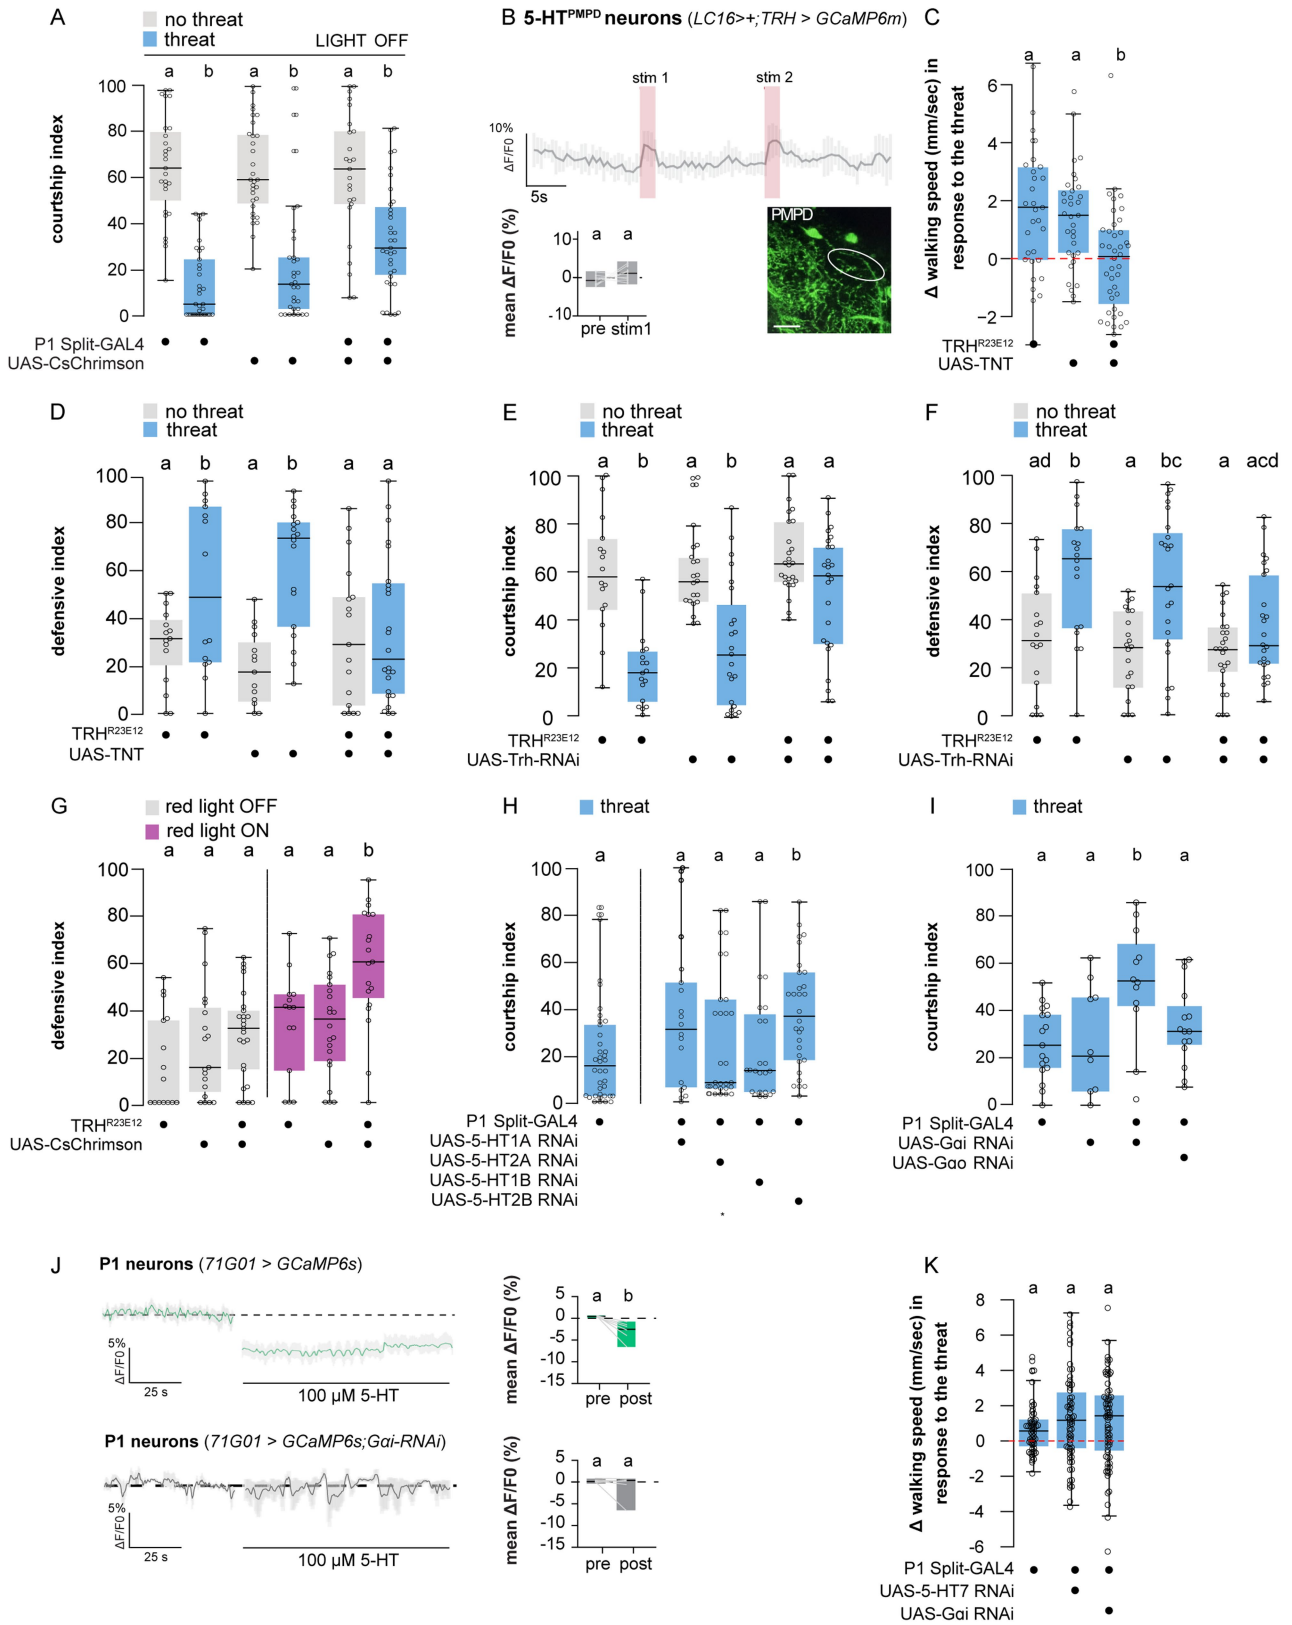 A
no threat
threat
LIGHT OFF
a b a b a b
courtship index
100
80
60
40
20
0
P1 Split-GAL4
UAS-CsChrimson
B 5-HTPMPD neurons (LC16>+;TRH > GCaMP6m)
stim 1 stim 2
10%
ΔF/F0
5s
mean ΔF/F0 (%)
a a
10
0
-10
pre stim1
PMPD
C
Δ walking speed (mm/sec) in
response to the threat
a a b
6
4
2
0
−2
TRHR23E12
UAS-TNT
D
no threat
threat
a b a b a a
defensive index
100
80
60
40
20
0
TRHR23E12
UAS-TNT
E
no threat
threat
a b a b a a
courtship index
100
80
60
40
20
0
TRHR23E12
UAS-Trh-RNAi
F
no threat
threat
ad b a bc a acd
defensive index
100
80
60
40
20
0
TRHR23E12
UAS-Trh-RNAi
G
red light OFF
red light ON
a a a a a b
defensive index
100
80
60
40
20
0
TRHR23E12
UAS-CsChrimson
H
threat
a a a a b
courtship index
100
80
60
40
20
0
P1 Split-GAL4
UAS-5-HT1A RNAi
UAS-5-HT2A RNAi
UAS-5-HT1B RNAi
UAS-5-HT2B RNAi
*
I
threat
a a b a
courtship index
100
80
60
40
20
0
P1 Split-GAL4
UAS-Gαi RNAi
UAS-Gαo RNAi
J
P1 neurons (71G01 > GCaMP6s)
5%
ΔF/F0
25 s
100 µM 5-HT
mean ΔF/F0 (%)
a b
5
0
-5
-10
-15
pre post
P1 neurons (71G01 > GCaMP6s;Gαi-RNAi)
5%
ΔF/F0
25 s
100 µM 5-HT
mean ΔF/F0 (%)
a a
5
0
-5
-10
-15
pre post
K
Δ walking speed (mm/sec) in
response to the threat
a a a
8
6
4
2
0
-2
-4
-6
P1 Split-GAL4
UAS-5-HT7 RNAi
UAS-Gαi RNAi